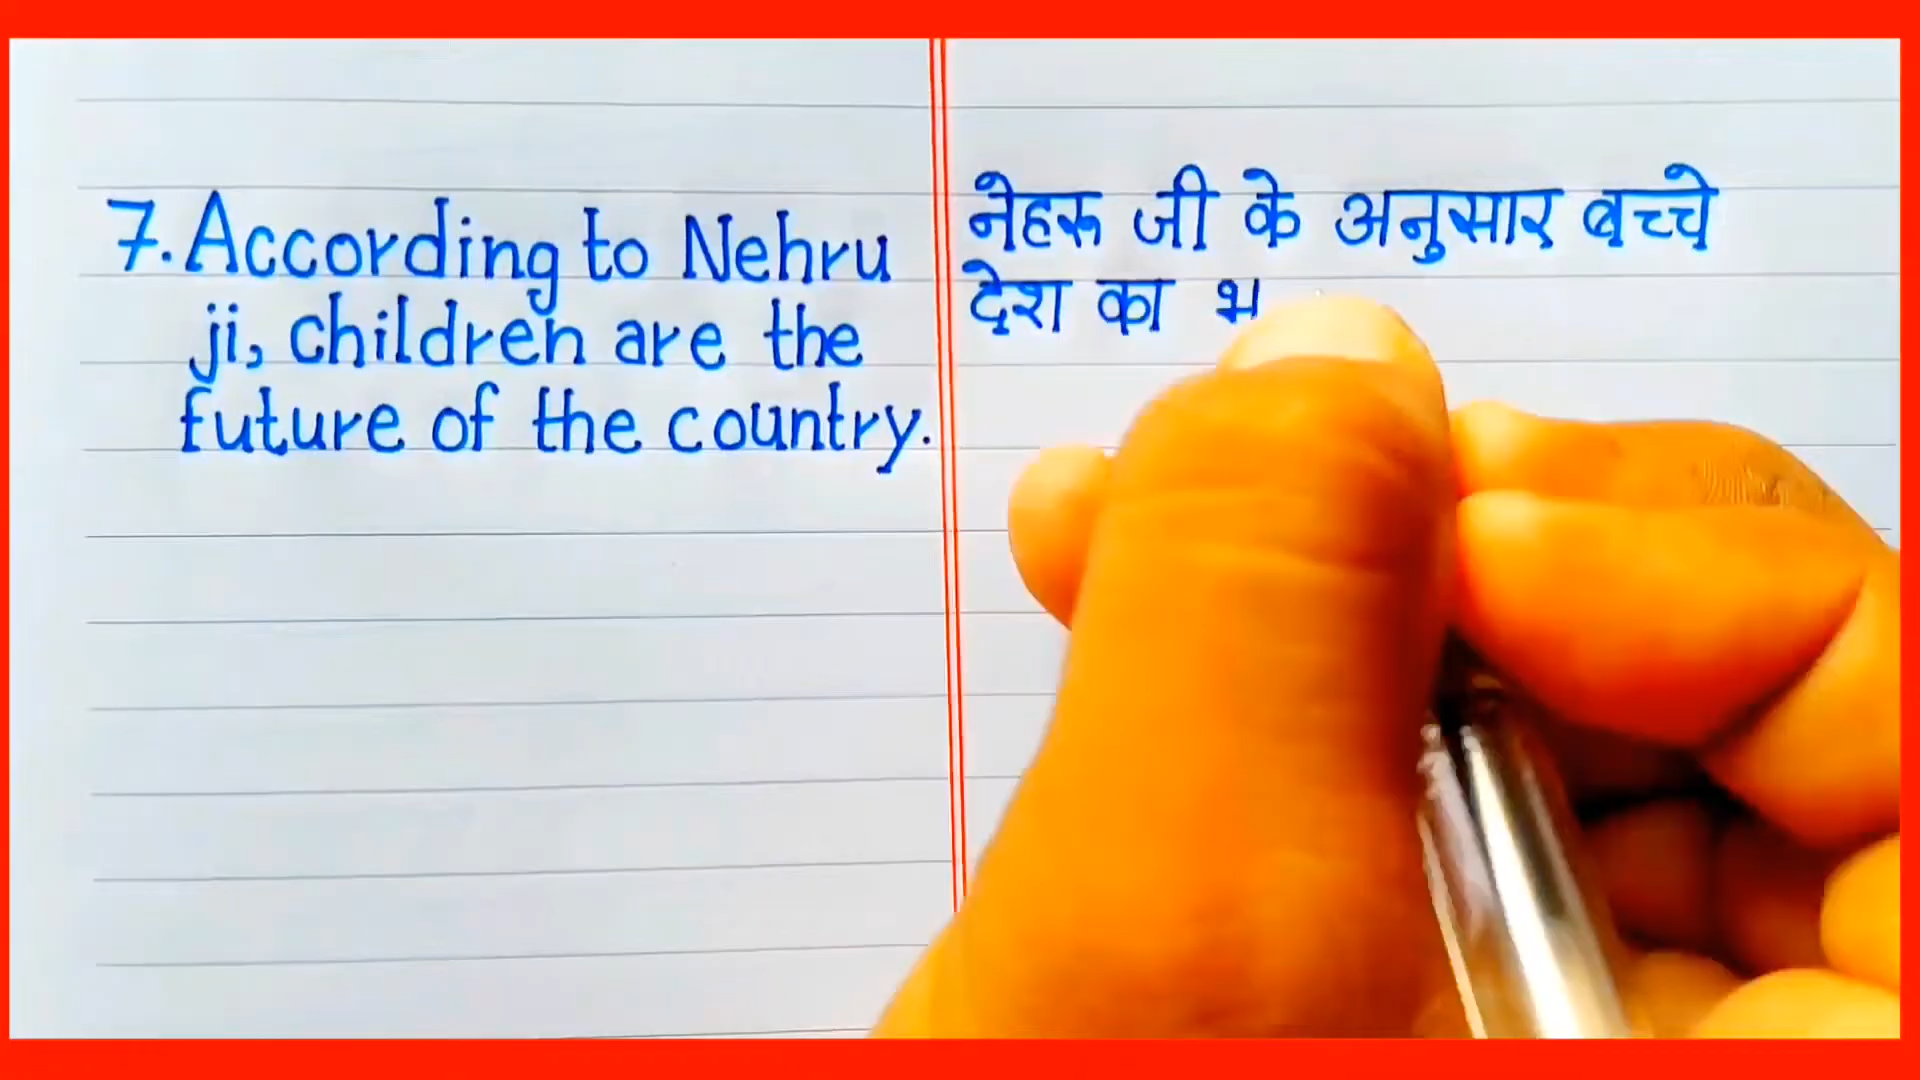 7. According to Nehru
ji, children are the
future of the country.
नेहरू जी के अनुसार बच्चे
देश का भ